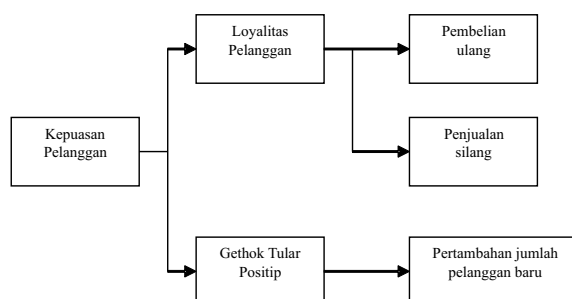 Loyalitas
Pelanggan
Pembelian
ulang
Kepuasan
Pelanggan
Penjualan
silang
Gethok Tular
Positip
Pertambahan jumlah
pelanggan baru